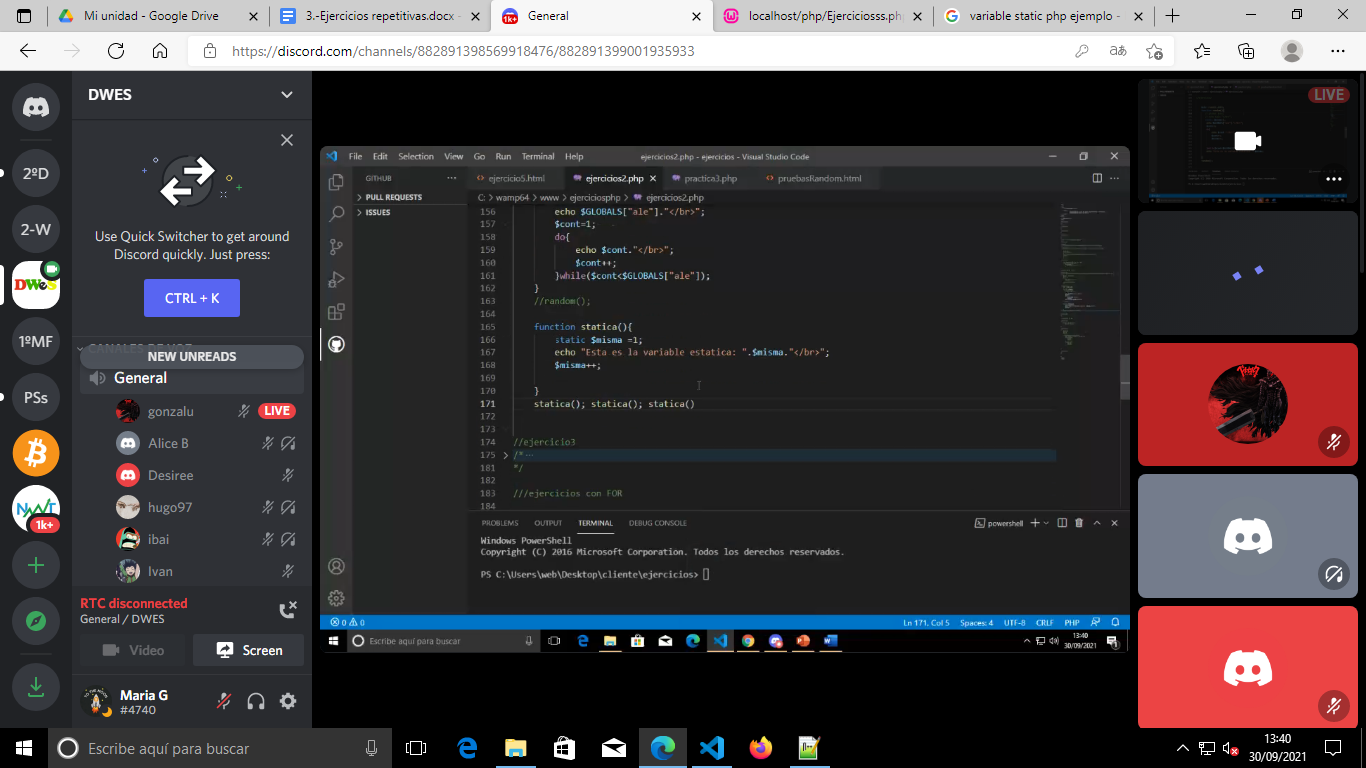 Mi unidad - Google Drive
3.-Ejercicios repetitivas.docx -
1K+
General
localhost/php/Ejerciciosss.php
variable static php ejemplo -
https://discord.com/channels/882891398569918476/882891399001935933
DWES
Use Quick Switcher to get around
Discord quickly. Just press:
CTRL + K
NEW UNREADS
General
gonzalu
LIVE
Alice B
Desiree
hugo97
ibai
Ivan
RTC disconnected
General / DWES
Video
Screen
Maria G
#4740
2ºD
2-W
DWeS
1ºMF
PSs
1K+
File Edit Selection View Go Run Terminal Help
ejercicios2.php - ejercicios - Visual Studio Code
GITHUB
PULL REQUESTS
ISSUES
ejercicio5.html
ejercicios2.php
practica3.php
pruebasRandom.html
C: > wamp64 > www > ejerciciosphp > ejercicios2.php
156 echo $GLOBALS["ale"]."</br>";
157 $cont=1;
158 do{
159 echo $cont."</br>";
160 $cont++;
161 }while($cont<$GLOBALS["ale"]);
162 }
163 //random();
164
165 function statica(){
166 static $misma =1;
167 echo "Esta es la variable estatica: ".$misma."</br>";
168 $misma++;
169
170 }
171 statica(); statica(); statica()
172
173
174 //ejercicio3
175 /*
181 */
182
183 ///ejercicios con FOR
184
PROBLEMS OUTPUT TERMINAL DEBUG CONSOLE
powershell
Windows PowerShell
Copyright (C) 2016 Microsoft Corporation. Todos los derechos reservados.
PS C:\Users\web\Desktop\cliente\ejercicios>
0 0
Ln 171, Col 5 Spaces: 4 UTF-8 CRLF PHP
Escribe aquí para buscar
13:40
30/09/2021
LIVE
Escribe aquí para buscar
13:40
30/09/2021